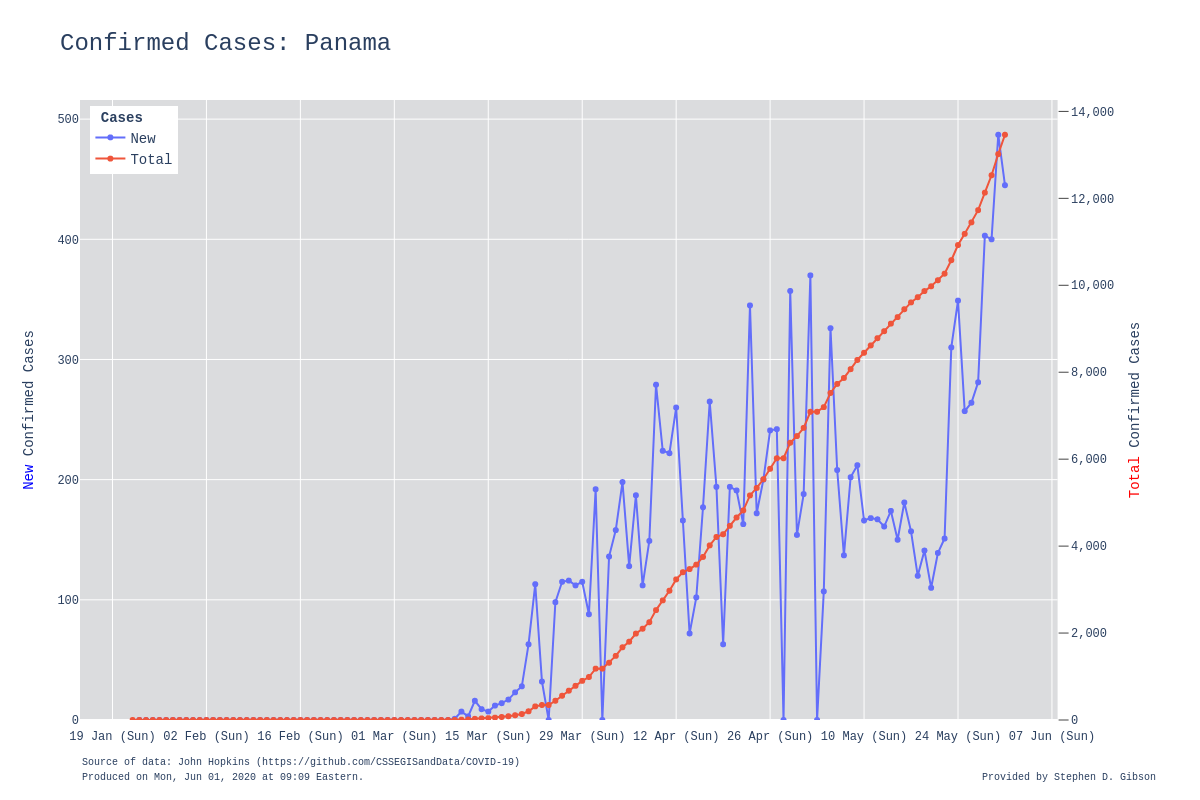 Confirmed Cases: Panama
Cases
New
Total
500
400
300
200
100
0
14,000
12,000
10,000
8,000
6,000
4,000
2,000
0
New Confirmed Cases
Total Confirmed Cases
19 Jan (Sun) 02 Feb (Sun) 16 Feb (Sun) 01 Mar (Sun) 15 Mar (Sun) 29 Mar (Sun) 12 Apr (Sun) 26 Apr (Sun) 10 May (Sun) 24 May (Sun) 07 Jun (Sun)
Source of data: John Hopkins (https://github.com/CSSEGISandData/COVID-19)
Produced on Mon, Jun 01, 2020 at 09:09 Eastern.
Provided by Stephen D. Gibson